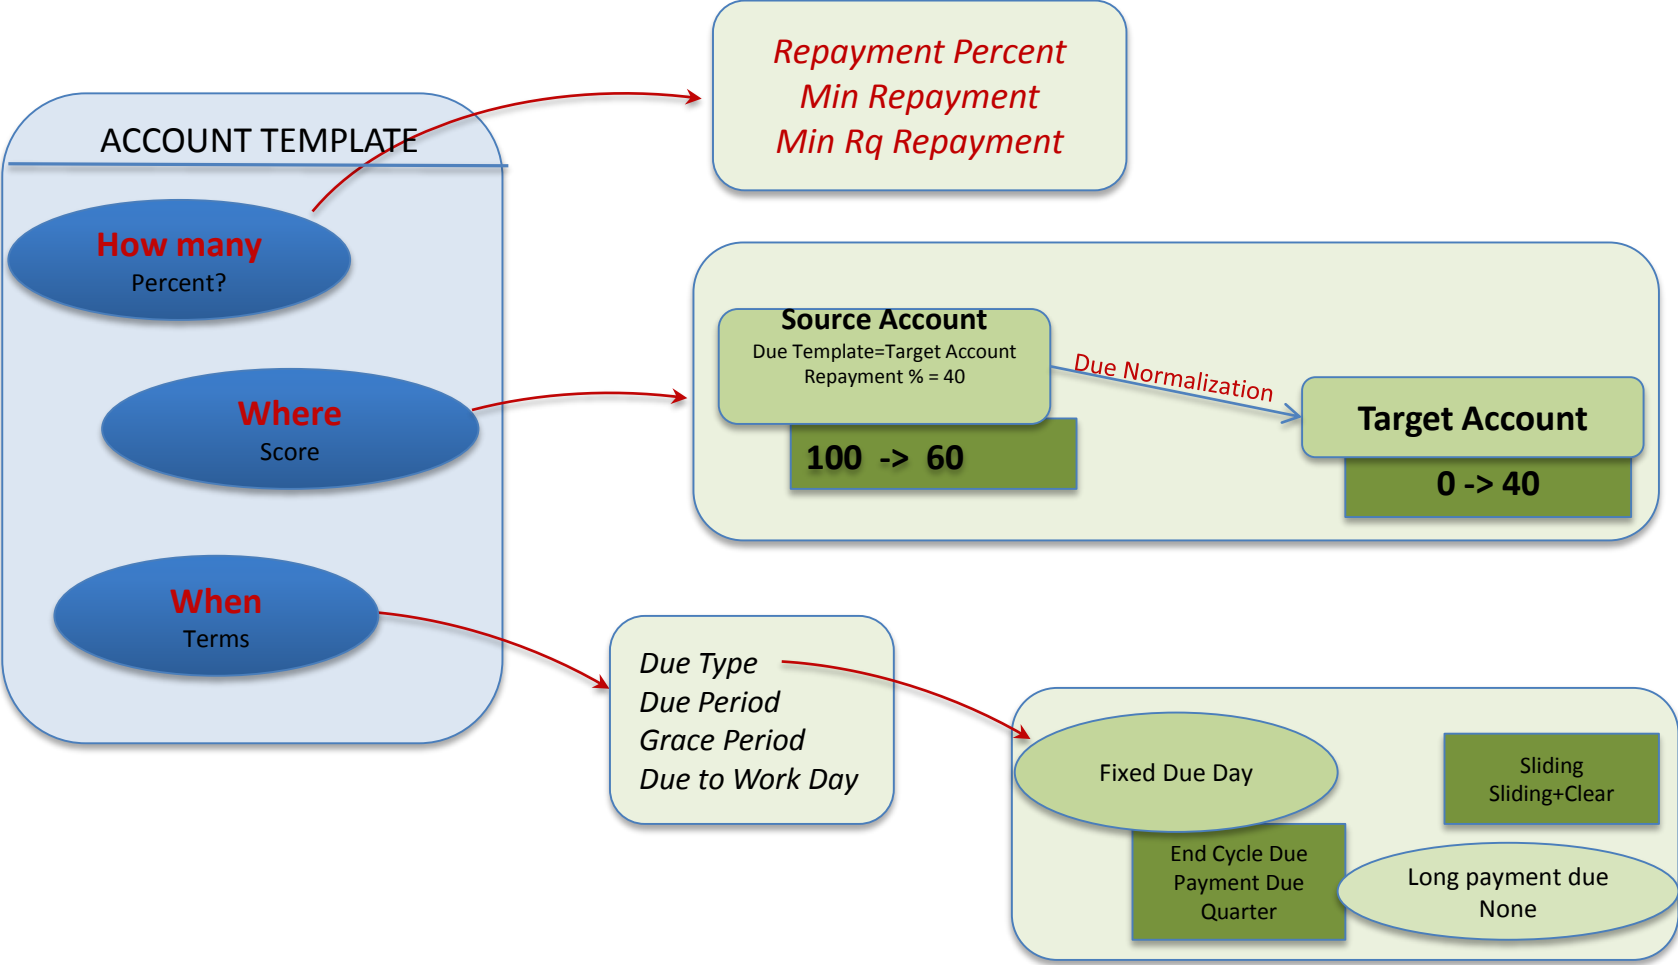 Repayment Percent
Min Repayment
Min Rq Repayment
ACCOUNT TEMPLATE
How many
Percent?
Source Account
Due Template=Target Account
Repayment % = 40
Due Normalization
Target Account
100 -> 60
0 -> 40
Where
Score
When
Terms
Due Type
Due Period
Grace Period
Due to Work Day
Fixed Due Day
Sliding
Sliding+Clear
End Cycle Due
Payment Due
Quarter
Long payment due
None